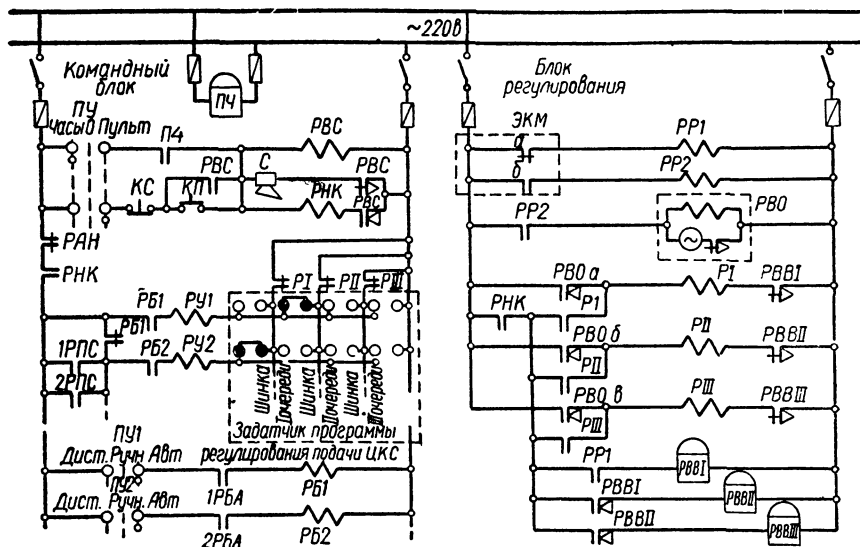 ~220в
Командный
блок
ПЧ
Блок
регулирования
ПУ
Часы
Пульт
П4
РВС
ЭКМ
а
РР1
РВС
С
РВС
б
РР2
КС
КП
РНК
РВС
РР2
РВО
РАН
РНК
РI
РII
РIII
РВО а
РI
РВВI
РБ1
РУ1
РНК
Р1
РБ1
1РПС
РБ2
РУ2
РВО б
РII
РВВII
РII
2РПС
Шинка
I очереди
Шинка
II очереди
Шинка
III очереди
РВО в
РIII
РВВIII
РIII
Задатчик программы
регулирования подачи ЦКС
ПУ1
Дист. Ручн. Авт
1РБА
РБ1
РР1
РВВI
ПУ2
Дист. Ручн. Авт
2РБА
РБ2
РВВI
РВВII
РВВII
РВВIII